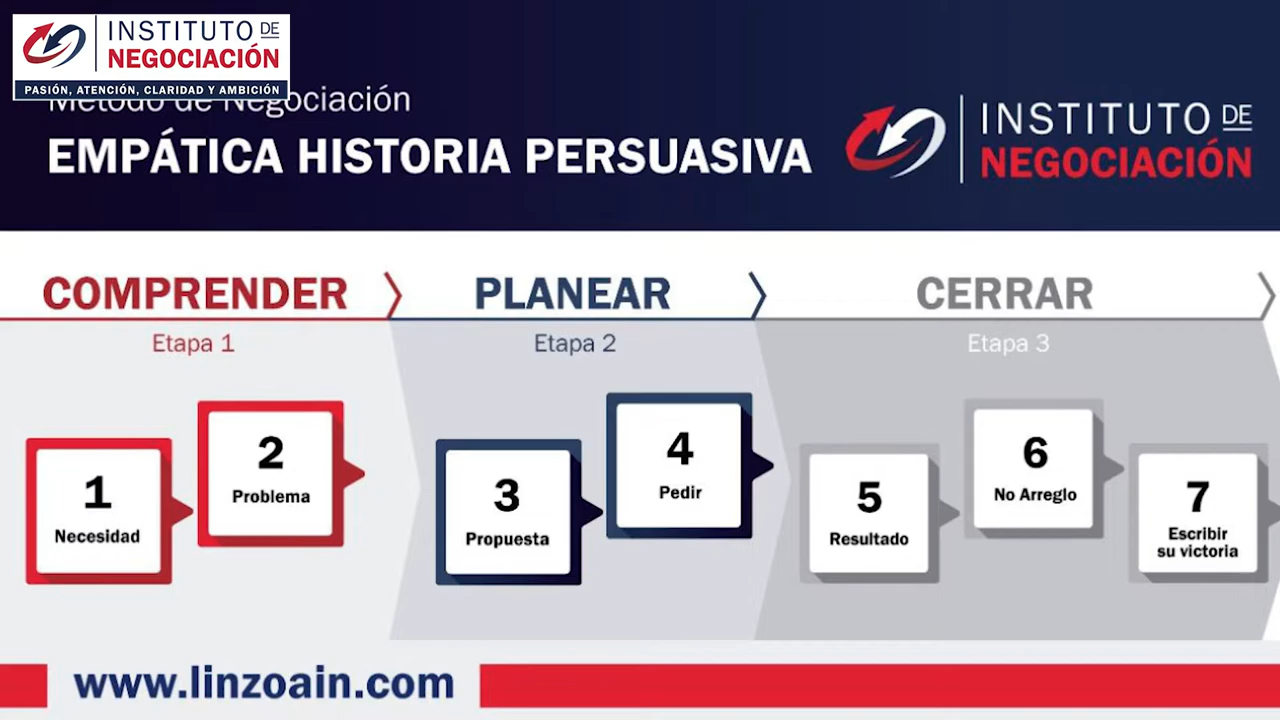 INSTITUTO DE
NEGOCIACIÓN
PASIÓN, ATENCIÓN, CLARIDAD Y AMBICIÓN
Método de Negociación
EMPÁTICA HISTORIA PERSUASIVA
INSTITUTO DE
NEGOCIACIÓN
COMPRENDER
PLANEAR
CERRAR
Etapa 1
Etapa 2
Etapa 3
1
Necesidad
2
Problema
3
Propuesta
4
Pedir
5
Resultado
6
No Arreglo
7
Escribir
su victoria
www.linzoain.com